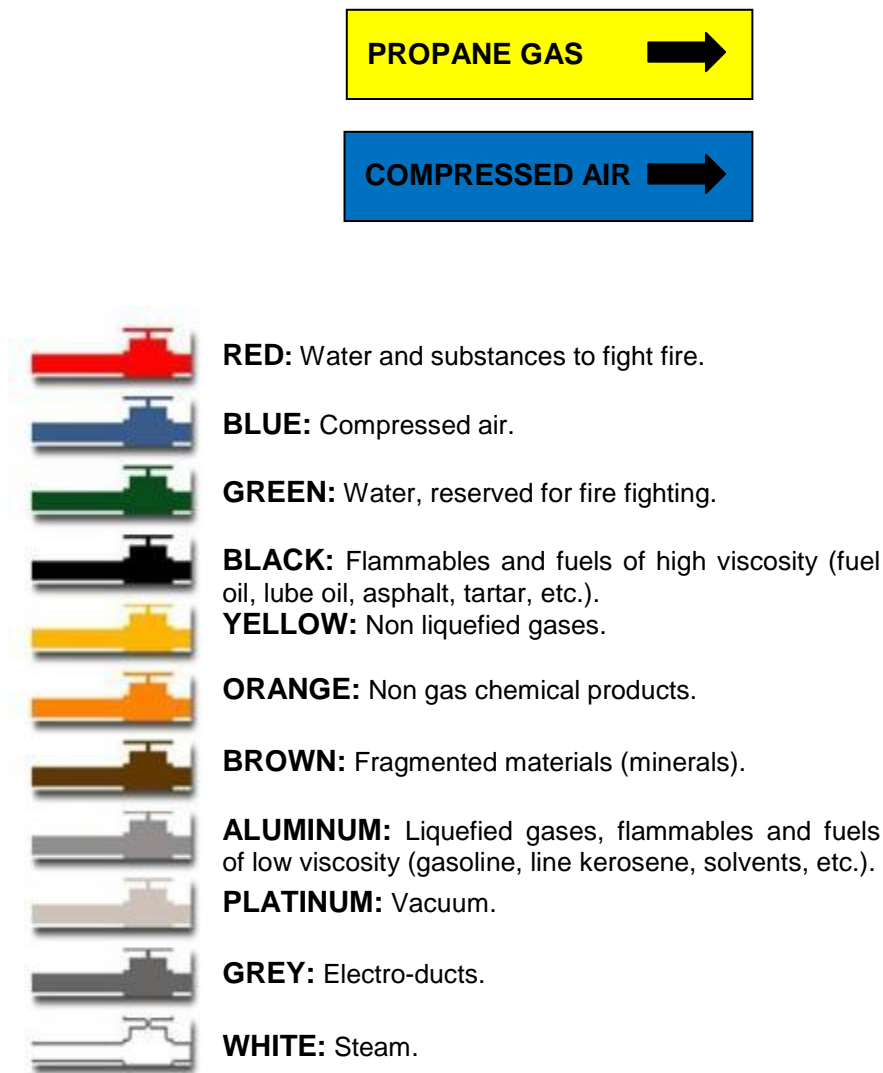 PROPANE GAS
COMPRESSED AIR
RED: Water and substances to fight fire.
BLUE: Compressed air.
GREEN: Water, reserved for fire fighting.
BLACK: Flammables and fuels of high viscosity (fuel
oil, lube oil, asphalt, tartar, etc.).
YELLOW: Non liquefied gases.
ORANGE: Non gas chemical products.
BROWN: Fragmented materials (minerals).
ALUMINUM: Liquefied gases, flammables and fuels
of low viscosity (gasoline, line kerosene, solvents, etc.).
PLATINUM: Vacuum.
GREY: Electro-ducts.
WHITE: Steam.